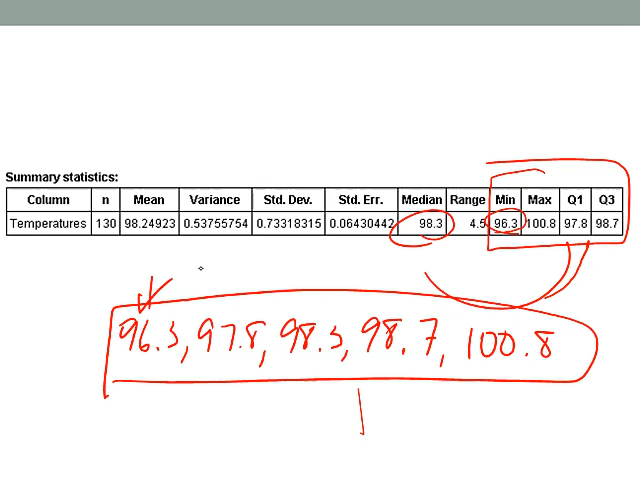 Summary statistics:
Column n Mean Variance Std. Dev. Std. Err. Median Range Min Max Q1 Q3
Temperatures 130 98.24923 0.53755754 0.73318315 0.06430442 98.3 4.5 96.3 100.8 97.8 98.7
96.3, 97.8, 98.3, 98.7, 100.8